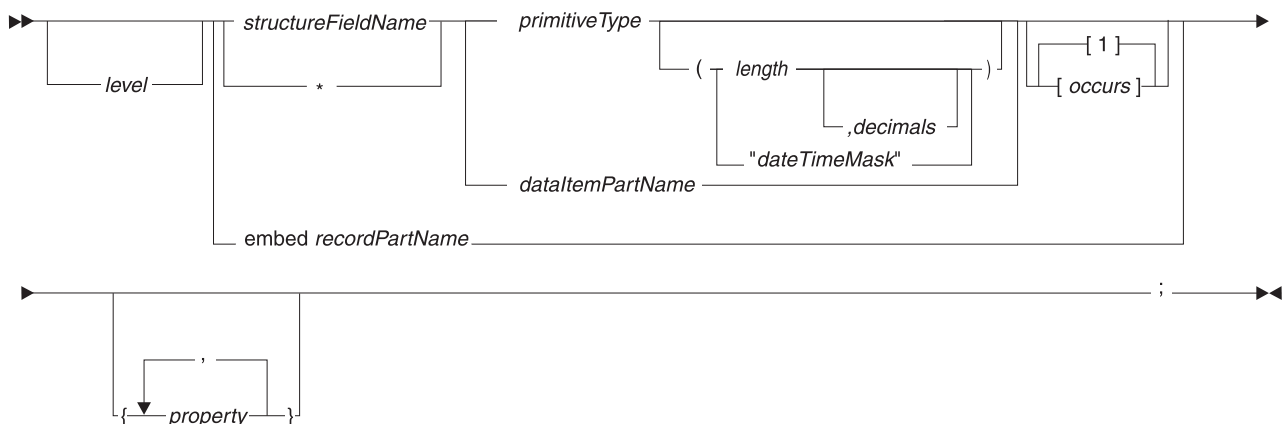 structureFieldName primitiveType
[ 1 ]
( length )
level * [ occurs ]
,decimals
"dateTimeMask"
dataItemPartName
embed recordPartName
;
,
{ property }